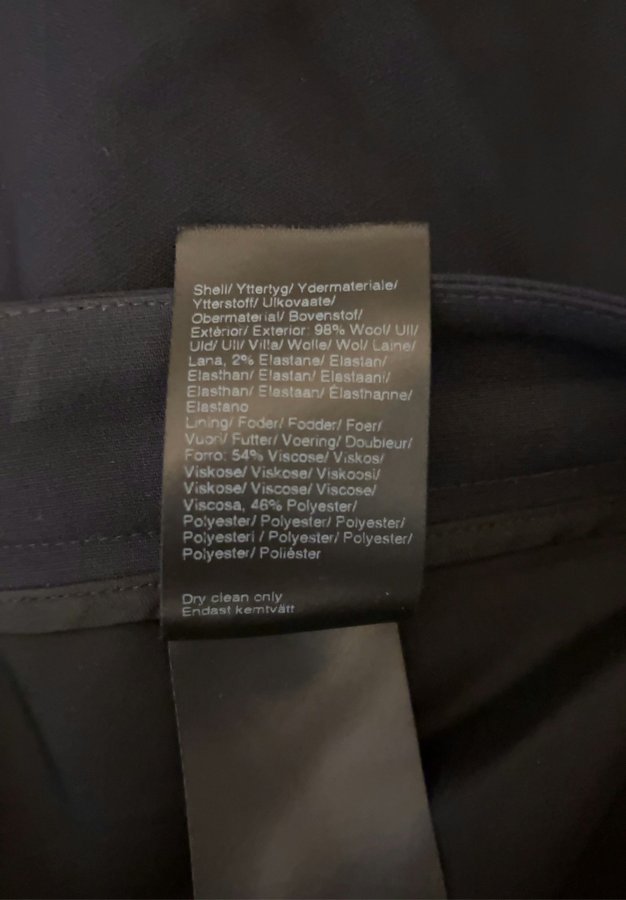 Shell/ Yttertyg/ Ydermateriale/
Ytterstoff/ Ulkovaate/
Obermaterial/ Bovenstof/
Extèrior/ Exterior: 98% Wool/ Ull/
Uld/ Ull/ Villa/ Wolle/ Wol/ Laine/
Lana, 2% Elastane/ Elastan/
Elasthan/ Elastan/ Elastaani/
Elasthan/ Elastaan/ Élasthanne/
Elastano
Lining/ Foder/ Fodder/ Foer/
Vuori/ Futter/ Voering/ Doubleur/
Forro: 54% Viscose/ Viskos/
Viskose/ Viskose/ Viskoosi/
Viskose/ Viscose/ Viscose/
Viscosa, 46% Polyester/
Polyester/ Polyester/ Polyester/
Polyesteri / Polyester/ Polyester/
Polyester/ Poliéster
Dry clean only
Endast kemtvätt